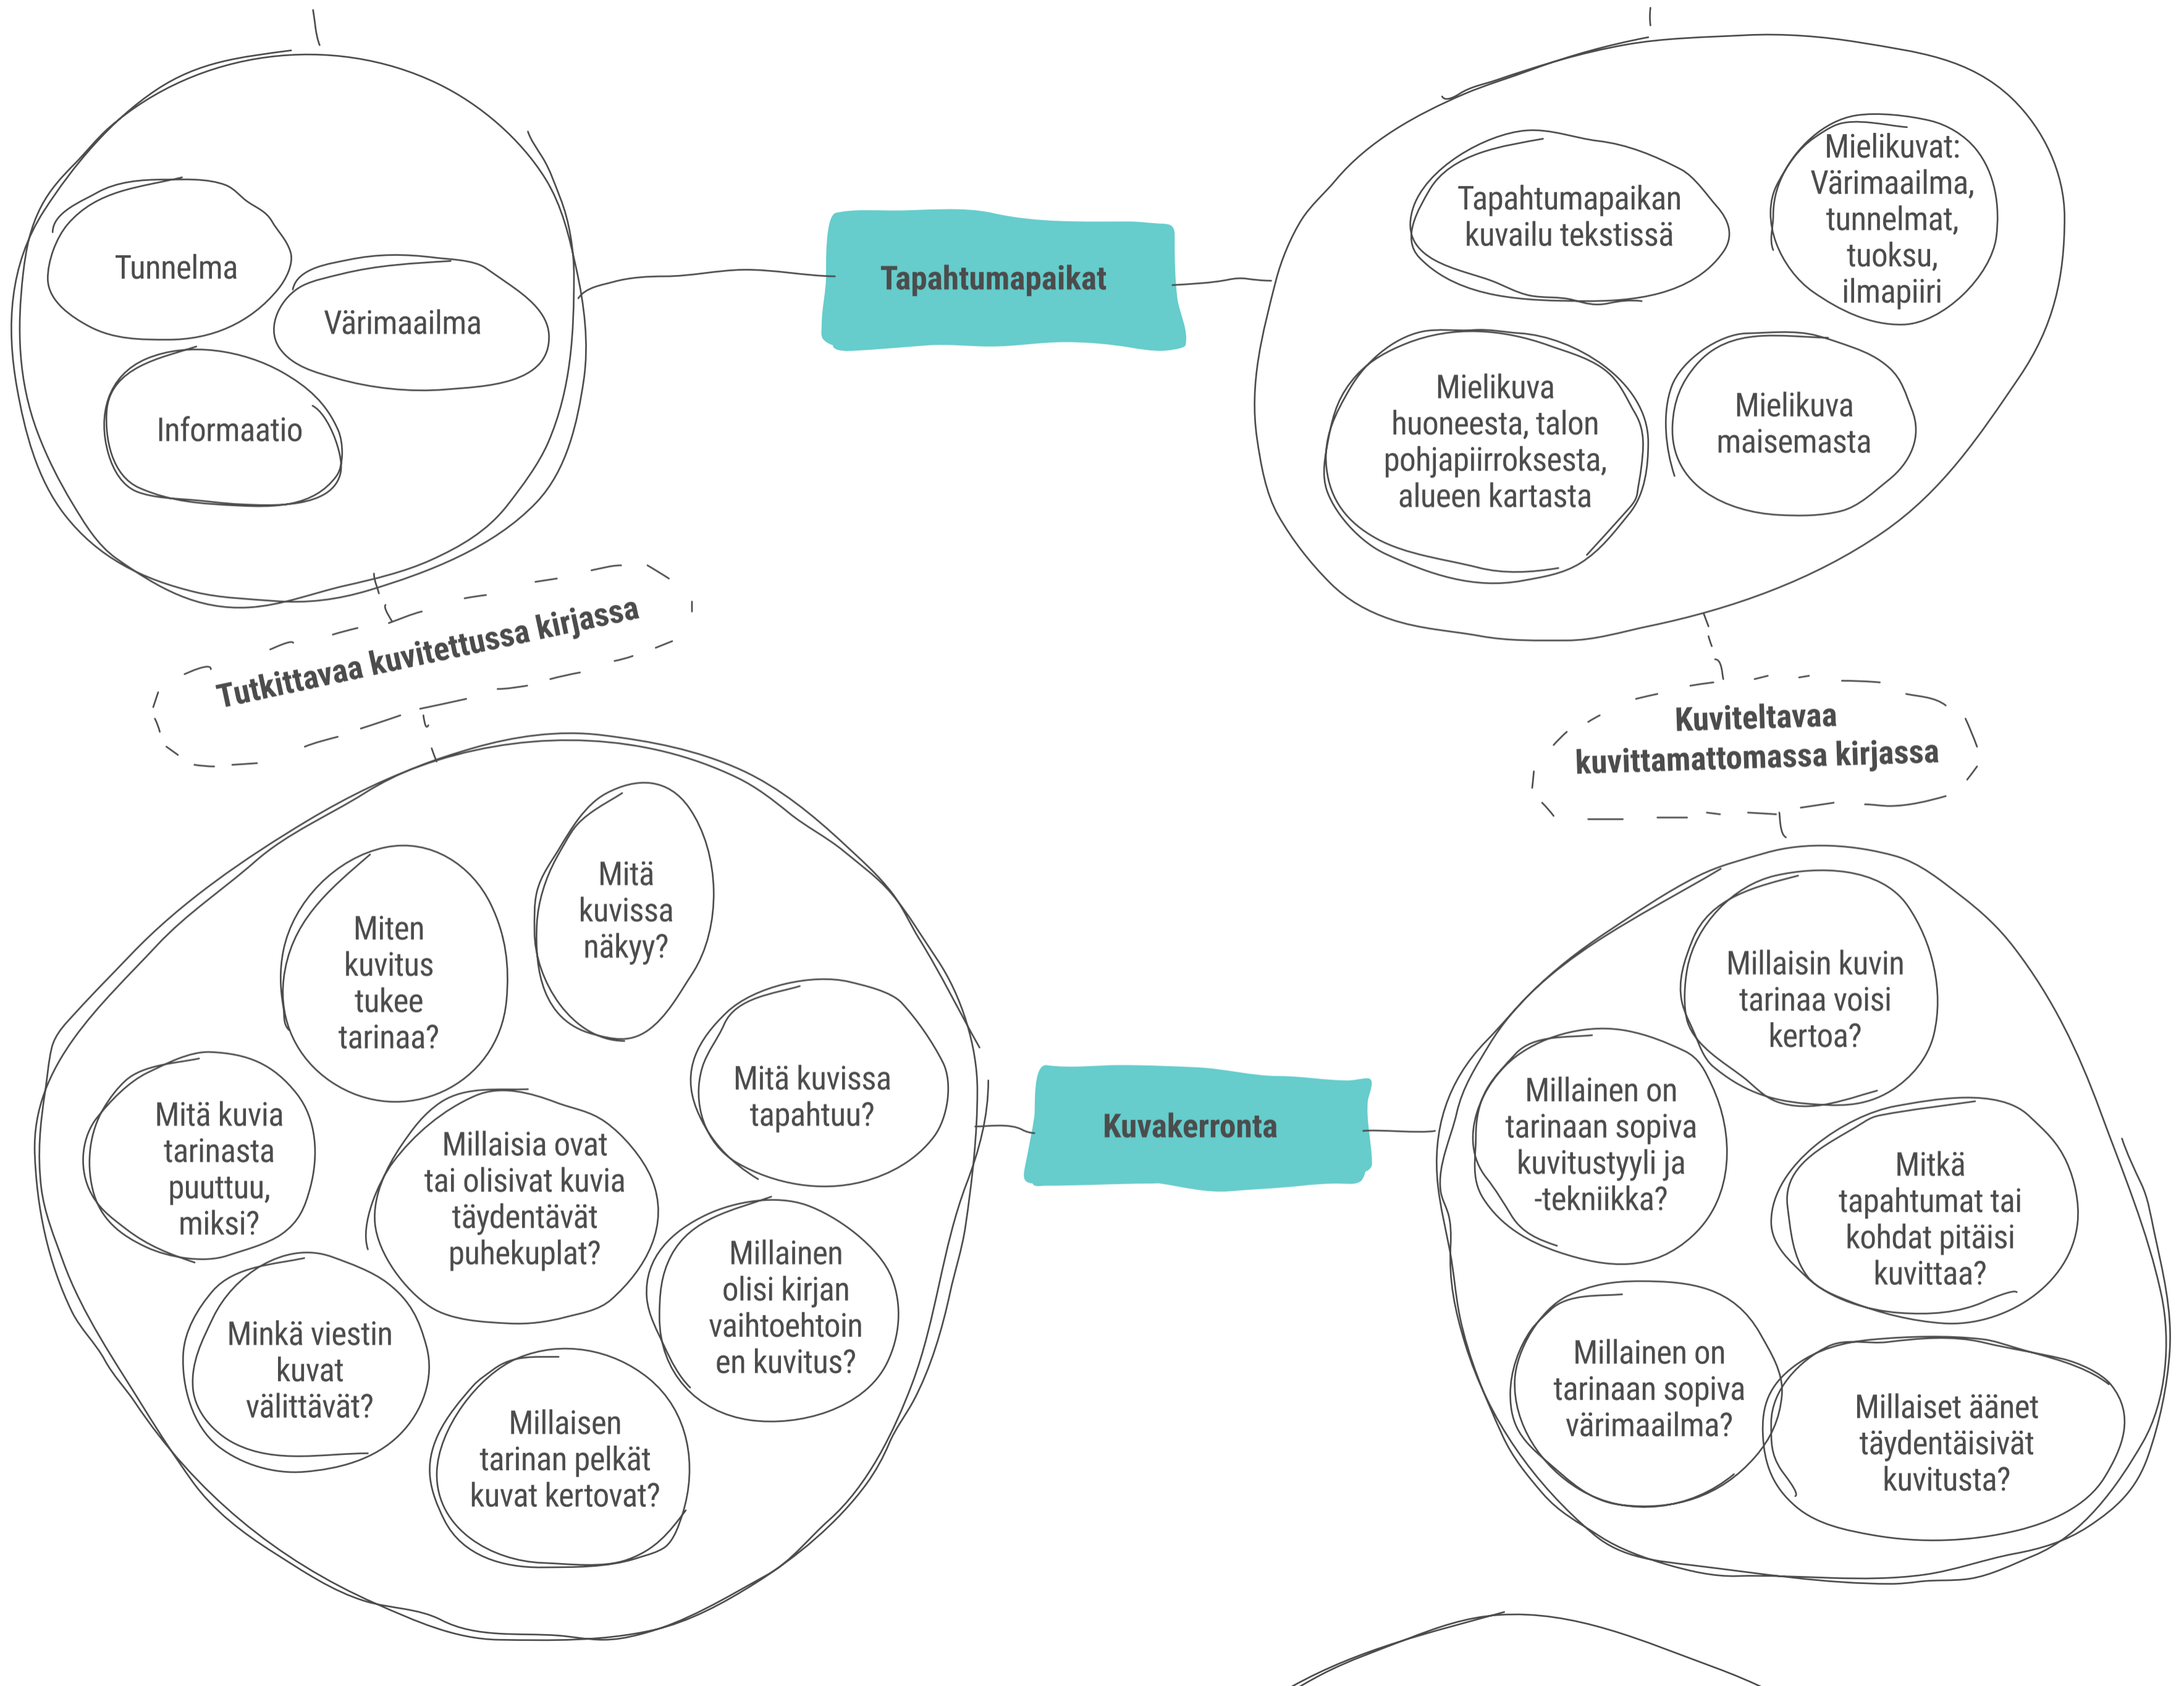 Tunnelma
Värimaailma
Informaatio
Tapahtumapaikat
Tapahtumapaikan
kuvailu tekstissä
Mielikuvat:
Värimaailma,
tunnelmat,
tuoksu,
ilmapiiri
Mielikuva
huoneesta, talon
pohjapiirroksesta,
alueen kartasta
Mielikuva
maisemasta
Tutkittavaa kuvitettussa kirjassa
Kuviteltavaa
kuvittamattomassa kirjassa
Mitä
kuvissa
näkyy?
Miten
kuvitus
tukee
tarinaa?
Mitä kuvissa
tapahtuu?
Mitä kuvia
tarinasta
puuttuu,
miksi?
Millaisia ovat
tai olisivat kuvia
täydentävät
puhekuplat?
Millainen
olisi kirjan
vaihtoehtoin
en kuvitus?
Minkä viestin
kuvat
välittävät?
Millaisen
tarinan pelkät
kuvat kertovat?
Kuvakerronta
Millaisin kuvin
tarinaa voisi
kertoa?
Millainen on
tarinaan sopiva
kuvitustyyli ja
-tekniikka?
Mitkä
tapahtumat tai
kohdat pitäisi
kuvittaa?
Millainen on
tarinaan sopiva
värimaailma?
Millaiset äänet
täydentäisivät
kuvitusta?